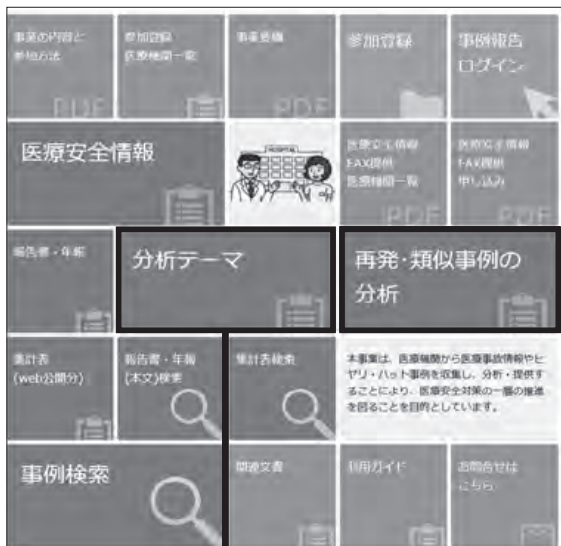 事業の内容と
参加方法
PDF
参加登録
医療機関一覧
事業要綱
PDF
参加登録
事例報告
ログイン
医療安全情報
HOSPITAL
医療安全情報
FAX提供
医療機関一覧
PDF
医療安全情報
FAX提供
申し込み
PDF
報告書・年報
分析テーマ
再発・類似事例の
分析
集計表
(web公開分)
報告書・年報
(本文)検索
集計表検索
本事業は、医療機関から医療事故情報やヒ
ヤリ・ハット事例を収集し、分析・提供す
ることにより、医療安全対策の一層の推進
を図ることを目的としています。
事例検索
関連文書
利用ガイド
お問合せは
こちら